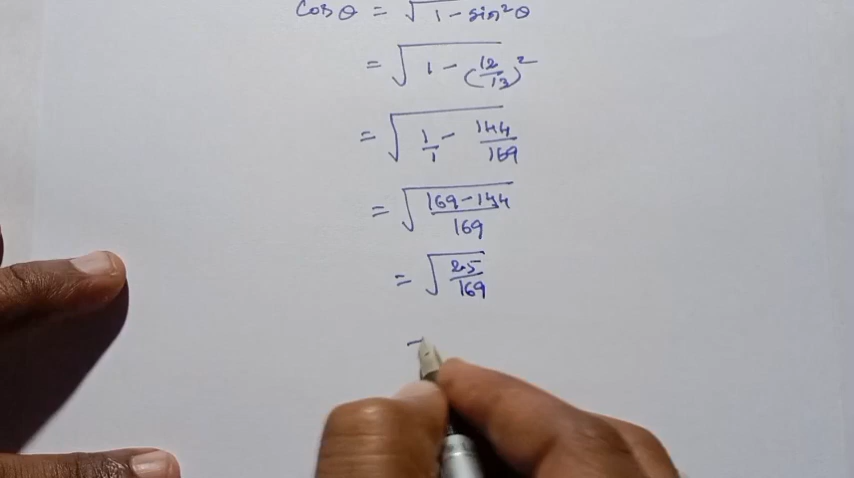 cos θ = √1 - sin²θ
= √1 - (12/13)²
= √1/1 - 144/169
= √169-144/169
= √25/169